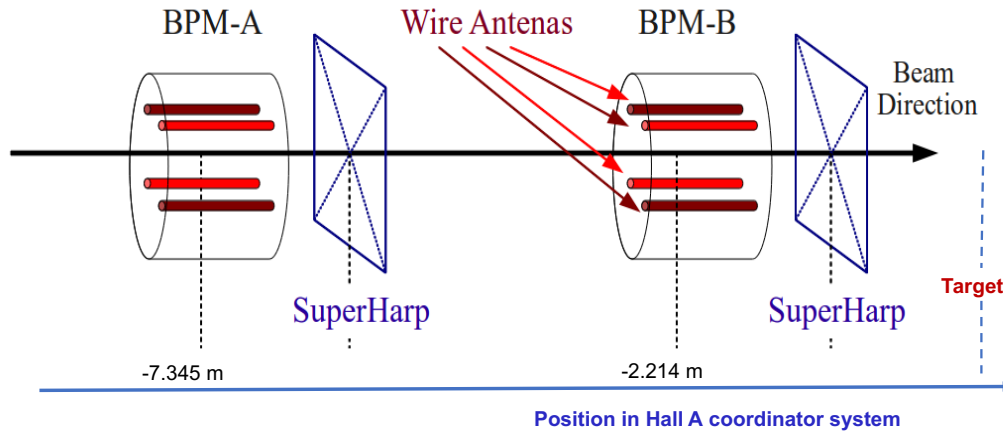 BPM-A
Wire Antenas
BPM-B
Beam
Direction
Target
SuperHarp
SuperHarp
-7.345 m
-2.214 m
Position in Hall A coordinator system